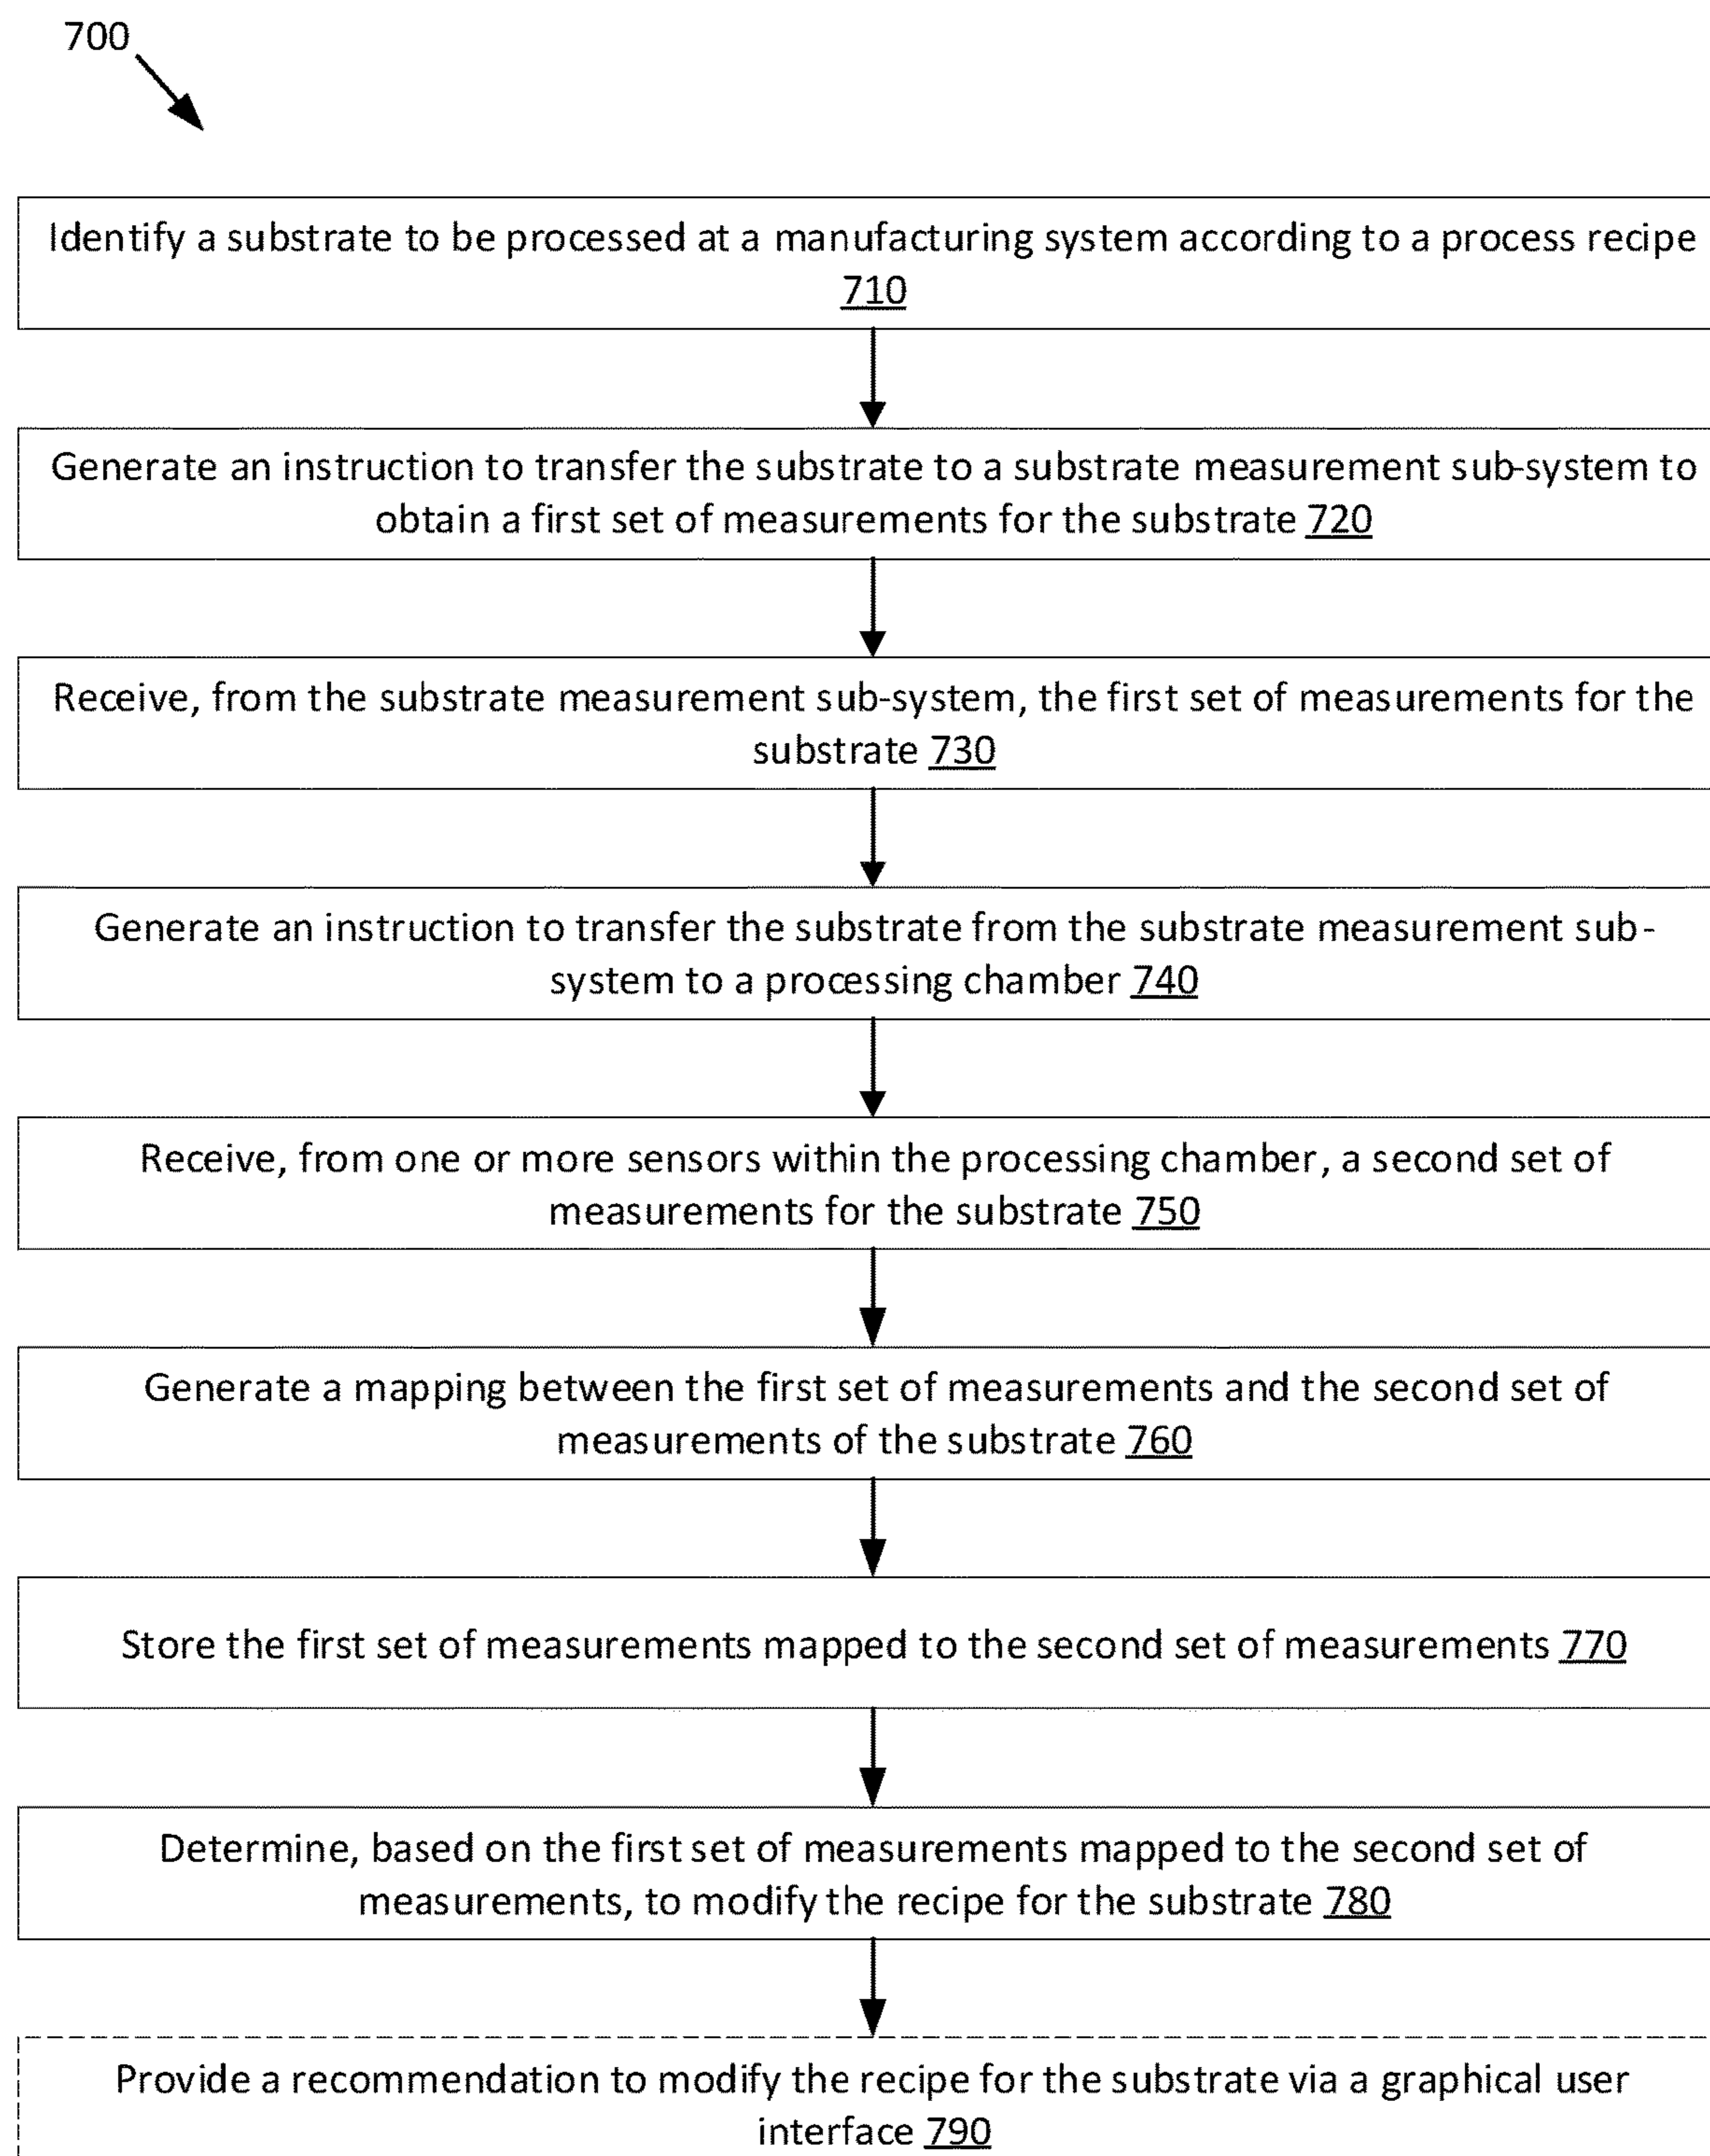 700
Identify a substrate to be processed at a manufacturing system according to a process recipe
710
Generate an instruction to transfer the substrate to a substrate measurement sub-system to
obtain a first set of measurements for the substrate 720
Receive, from the substrate measurement sub-system, the first set of measurements for the
substrate 730
Generate an instruction to transfer the substrate from the substrate measurement sub-
system to a processing chamber 740
Receive, from one or more sensors within the processing chamber, a second set of
measurements for the substrate 750
Generate a mapping between the first set of measurements and the second set of
measurements of the substrate 760
Store the first set of measurements mapped to the second set of measurements 770
Determine, based on the first set of measurements mapped to the second set of
measurements, to modify the recipe for the substrate 780
Provide a recommendation to modify the recipe for the substrate via a graphical user
interface 790